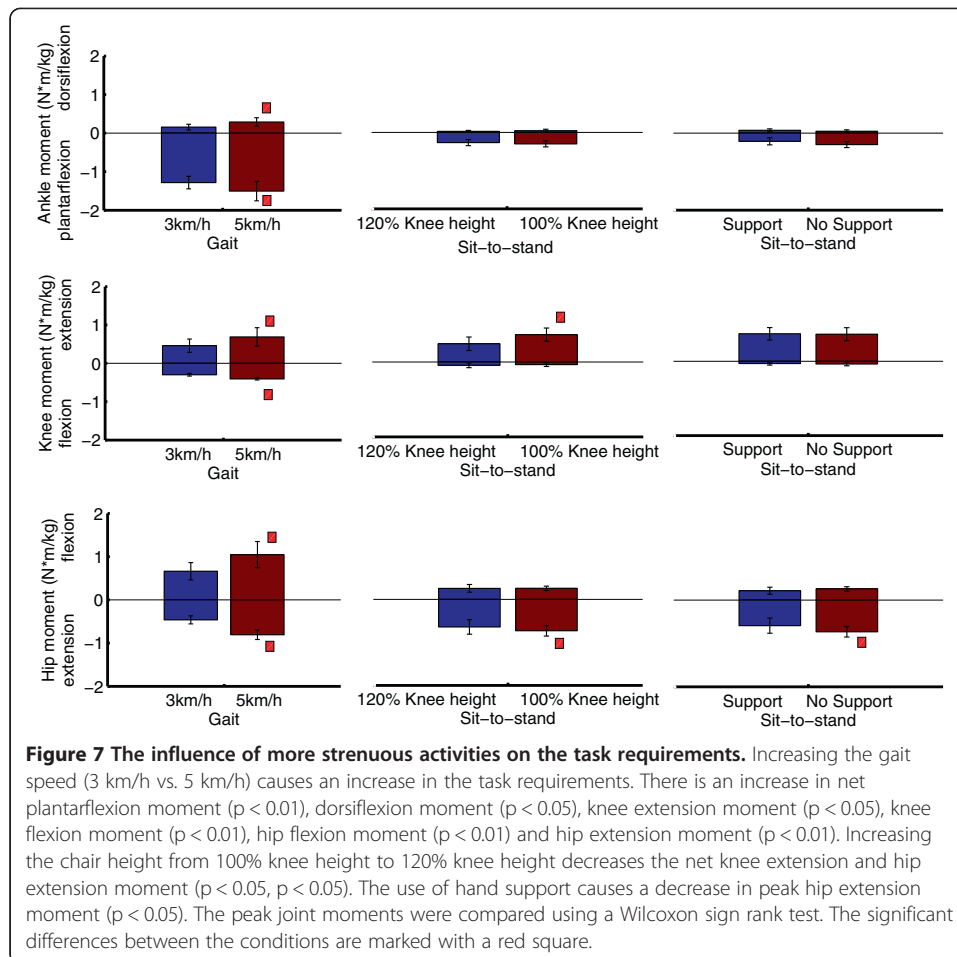 2
1
0
−1
−2
Ankle moment (N*m/kg)
plantarflexion dorsiflexion
3km/h 5km/h
Gait
120% Knee height 100% Knee height
Sit−to−stand
Support No Support
Sit−to−stand
2
1
0
−1
−2
Knee moment (N*m/kg)
flexion extension
3km/h 5km/h
Gait
120% Knee height 100% Knee height
Sit−to−stand
Support No Support
Sit−to−stand
2
1
0
−1
−2
Hip moment (N*m/kg)
extension flexion
3km/h 5km/h
Gait
120% Knee height 100% Knee height
Sit−to−stand
Support No Support
Sit−to−stand
Figure 7 The influence of more strenuous activities on the task requirements. Increasing the gait
speed (3 km/h vs. 5 km/h) causes an increase in the task requirements. There is an increase in net
plantarflexion moment (p < 0.01), dorsiflexion moment (p < 0.05), knee extension moment (p < 0.05), knee
flexion moment (p < 0.01), hip flexion moment (p < 0.01) and hip extension moment (p < 0.01). Increasing
the chair height from 100% knee height to 120% knee height decreases the net knee extension and hip
extension moment (p < 0.05, p < 0.05). The use of hand support causes a decrease in peak hip extension
moment (p < 0.05). The peak joint moments were compared using a Wilcoxon sign rank test. The significant
differences between the conditions are marked with a red square.